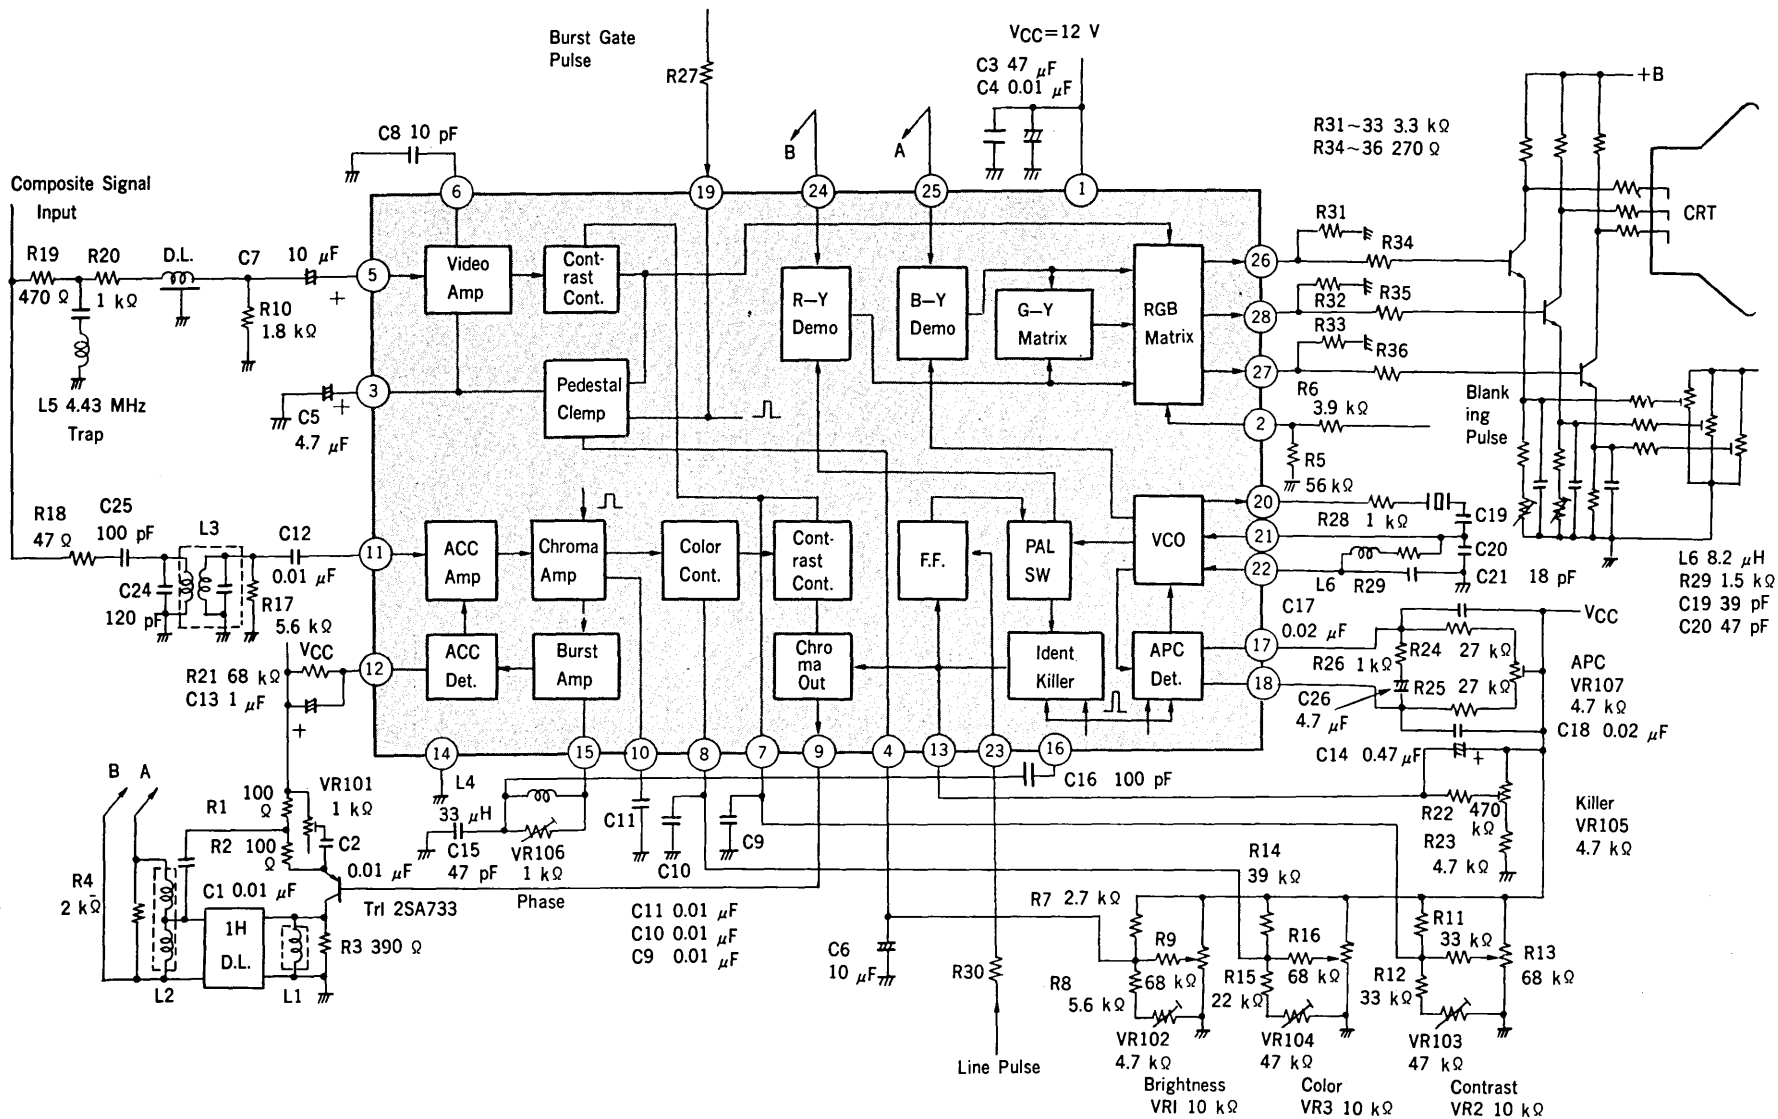 Burst Gate
Pulse
R27
VCC=12 V
C3 47 µF
C4 0.01 µF
C8 10 pF
B
A
+B
R31~33 3.3 kΩ
R34~36 270 Ω
CRT
Composite Signal
Input
6
19
24
25
1
R19
470 Ω
R20
1 kΩ
D.L.
C7
10 µF
+
R10
1.8 kΩ
L5 4.43 MHz
Trap
5
Video
Amp
Cont-
rast
Cont.
R–Y
Demo
B–Y
Demo
G–Y
Matrix
RGB
Matrix
26
28
27
2
R31
R34
R32
R35
R33
R36
R6
3.9 kΩ
Blank
ing
Pulse
R5
56 kΩ
3
+
C5
4.7 µF
Pedestal
Clemp
R18
47 Ω
C25
100 pF
L3
C12
0.01 µF
C24
120 pF
R17
5.6 kΩ
11
ACC
Amp
Chroma
Amp
Color
Cont.
Cont-
rast
Cont.
F.F.
PAL
SW
VCO
20
21
22
R28 1 kΩ
C19
C20
C21 18 pF
L6 R29
L6 8.2 µH
R29 1.5 kΩ
C19 39 pF
C20 47 pF
VCC
R21 68 kΩ
C13 1 µF
+
12
ACC
Det.
Burst
Amp
Chro
ma
Out
Ident
Killer
APC
Det.
17
18
C17
0.02 µF
R26 1 kΩ
R24 27 kΩ
R25 27 kΩ
C26
4.7 µF
VCC
APC
VR107
4.7 kΩ
C18 0.02 µF
14
15
10
8
7
9
4
13
23
16
C14 0.47 µF
+
C16 100 pF
R22
470
kΩ
R23
4.7 kΩ
Killer
VR105
4.7 kΩ
B
A
R1
100
Ω
VR101
1 kΩ
R2
100
Ω
C2
0.01 µF
R4
2 kΩ
C1 0.01 µF
1H
D.L.
Tr1 2SA733
R3 390 Ω
L2
L1
L4
33 µH
C15
47 pF
VR106
1 kΩ
Phase
C11
C10
C9
C11 0.01 µF
C10 0.01 µF
C9 0.01 µF
C6
10 µF
R30
Line Pulse
R7 2.7 kΩ
R9
68 kΩ
R8
5.6 kΩ
VR102
4.7 kΩ
Brightness
VR1 10 kΩ
R14
39 kΩ
R16
68 kΩ
R15
22 kΩ
VR104
47 kΩ
Color
VR3 10 kΩ
R11
33 kΩ
R13
68 kΩ
R12
33 kΩ
VR103
47 kΩ
Contrast
VR2 10 kΩ